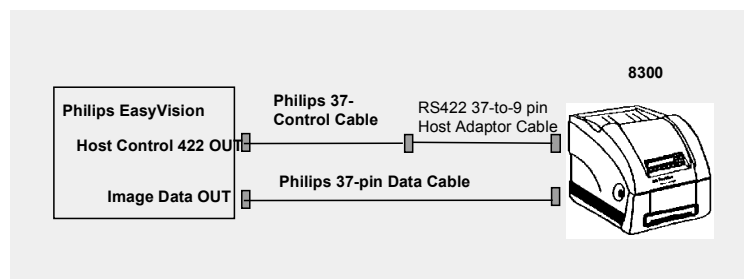 8300
Philips EasyVision
Host Control 422 OUT
Image Data OUT
Philips 37-
Control Cable
RS422 37-to-9 pin
Host Adaptor Cable
Philips 37-pin Data Cable